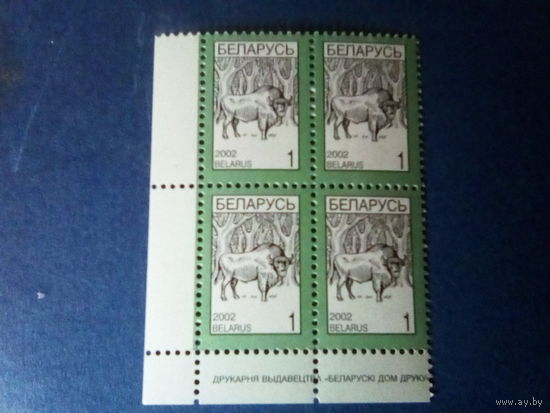 БЕЛАРУСЬ
БЕЛАРУСЬ
2002
BELARUS
1
2002
BELARUS
1
БЕЛАРУСЬ
БЕЛАРУСЬ
2002
BELARUS
1
2002
BELARUS
1
ДРУКАРНЯ ВЫДАВЕЦТВА «БЕЛАРУСКІ ДОМ ДРУКУ
www.ay.by